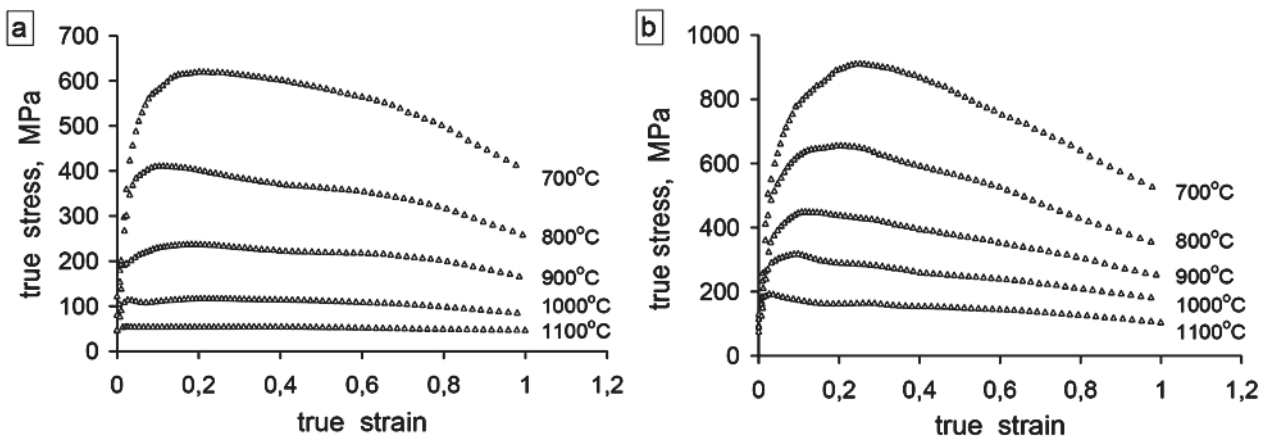 a
700
600
500
400
300
200
100
0
true stress, MPa
0 0,2 0,4 0,6 0,8 1 1,2
true strain
700°C
800°C
900°C
1000°C
1100°C
b
1000
800
600
400
200
0
true stress, MPa
0 0,2 0,4 0,6 0,8 1 1,2
true strain
700°C
800°C
900°C
1000°C
1100°C